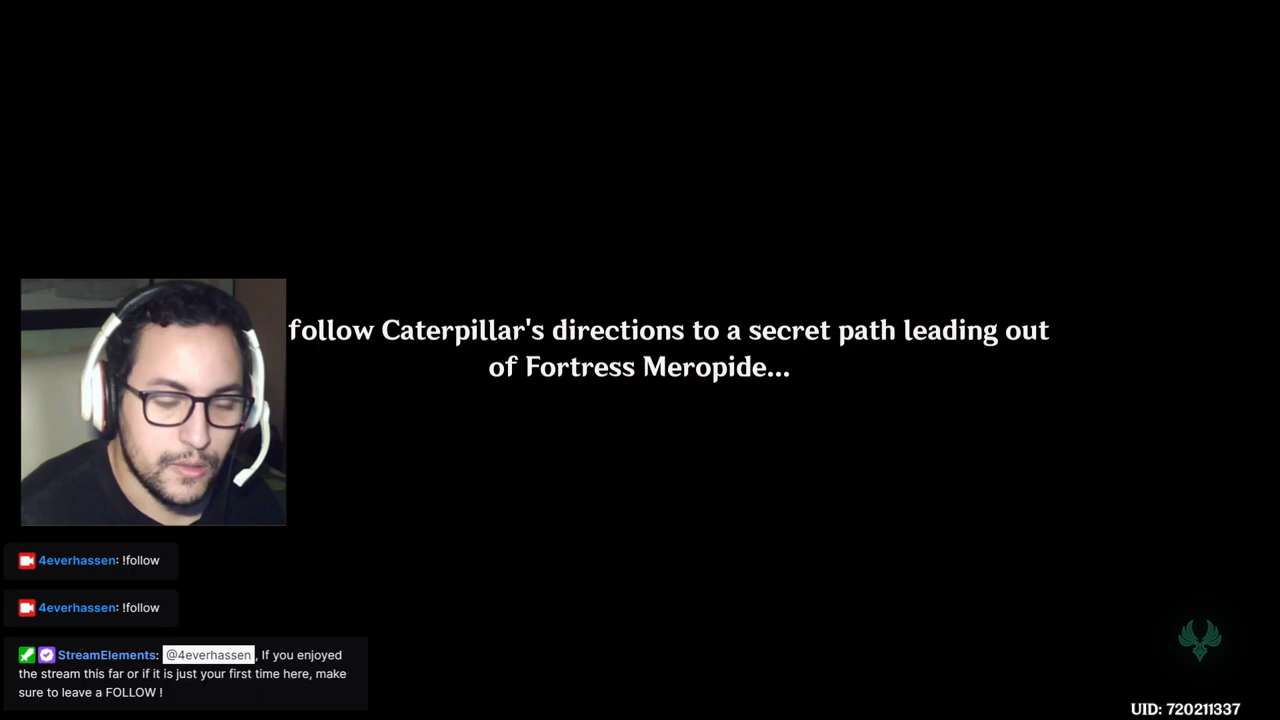 follow Caterpillar's directions to a secret path leading out
of Fortress Meropide...
4everhassen: !follow
4everhassen: !follow
StreamElements: @4everhassen, If you enjoyed
the stream this far or if it is just your first time here, make
sure to leave a FOLLOW !
UID: 720211337